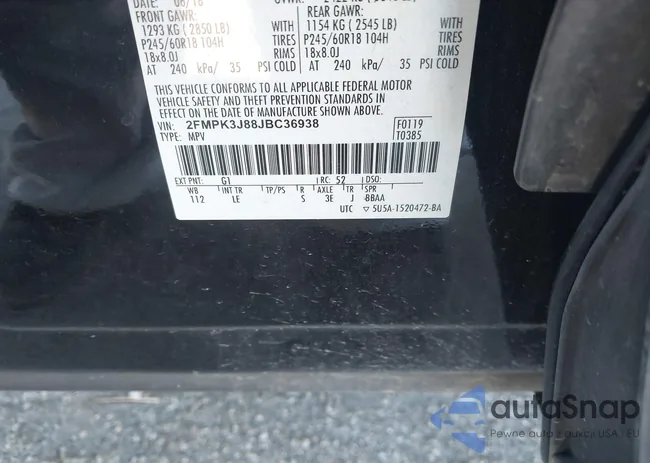 DATE: 06/18
FRONT GAWR: REAR GAWR:
1293 KG ( 2850 LB) WITH 1154 KG ( 2545 LB) WITH
P245/60R18 104H TIRES P245/60R18 104H TIRES
18x8.0J RIMS 18x8.0J RIMS
AT 240 kPa/ 35 PSI COLD AT 240 kPa/ 35 PSI COLD
THIS VEHICLE CONFORMS TO ALL APPLICABLE FEDERAL MOTOR
VEHICLE SAFETY AND THEFT PREVENTION STANDARDS IN
EFFECT ON THE DATE OF MANUFACTURE SHOWN ABOVE.
VIN: 2FMPK3J88JBC36938 F0119
TYPE: MPV T0385
EXT PNT: G1 RC: 52 DSO:
WB INT TR TP/PS R AXLE TR SPR
112 LE S 3E J BBAA
UTC ▽ 5U5A-1520472-BA
autoSnap
Pewne auto z aukcji USA i EU